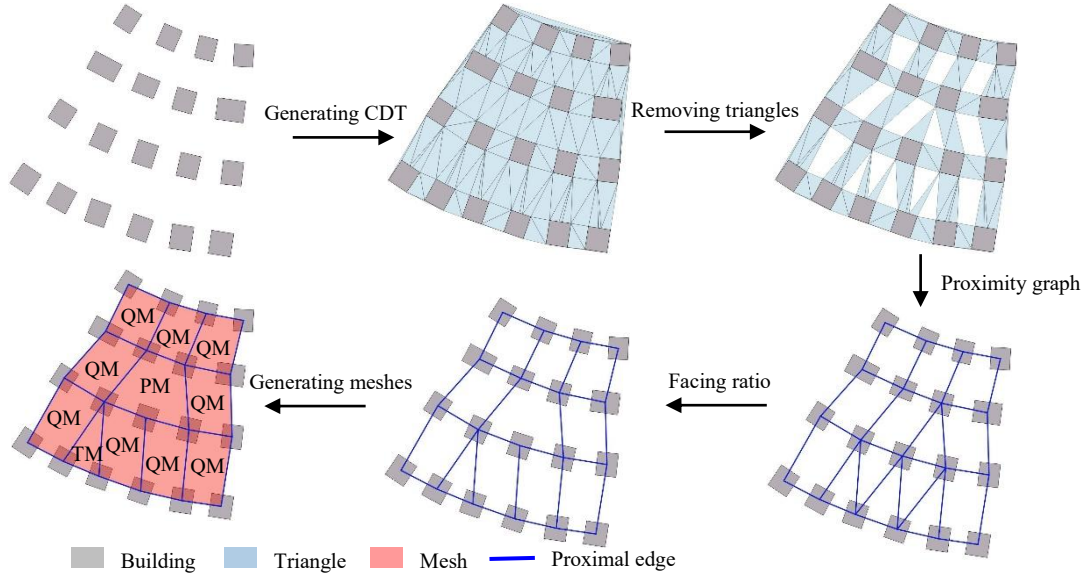 Generating CDT
Removing triangles
Proximity graph
Facing ratio
Generating meshes
QM
QM
QM
QM
PM
QM
QM
TM
QM
QM
QM
Building
Triangle
Mesh
Proximal edge